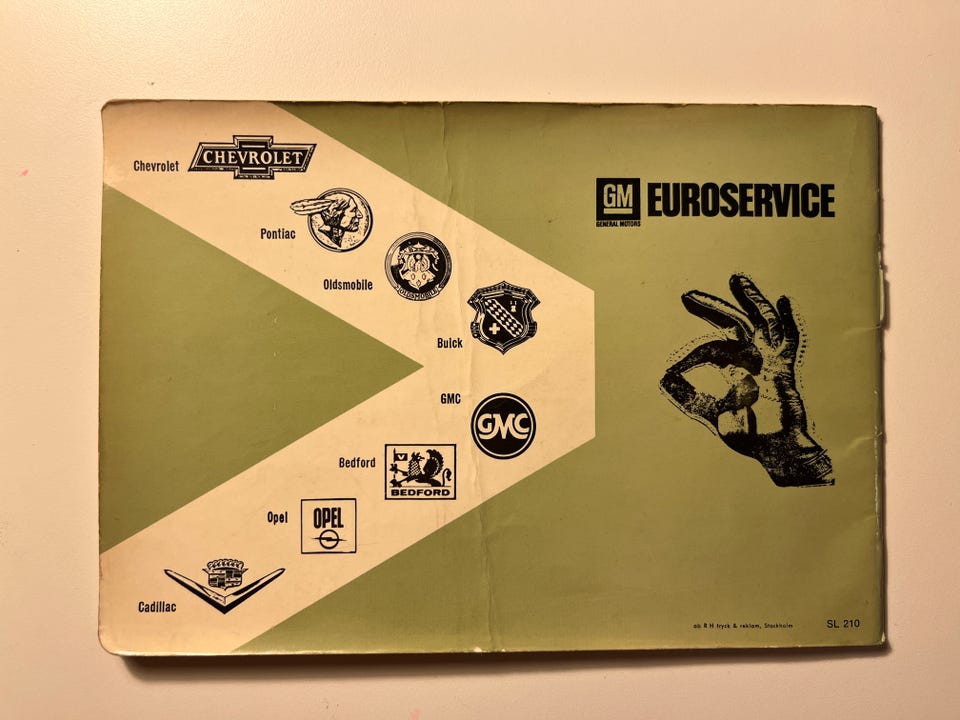 Chevrolet
CHEVROLET
Pontiac
Oldsmobile
OLDSMOBILE
Buick
GMC
GMC
Bedford
V
BEDFORD
Opel
OPEL
Cadillac
GM
GENERAL MOTORS
EUROSERVICE
ab R H tryck & reklam, Stockholm
SL 210